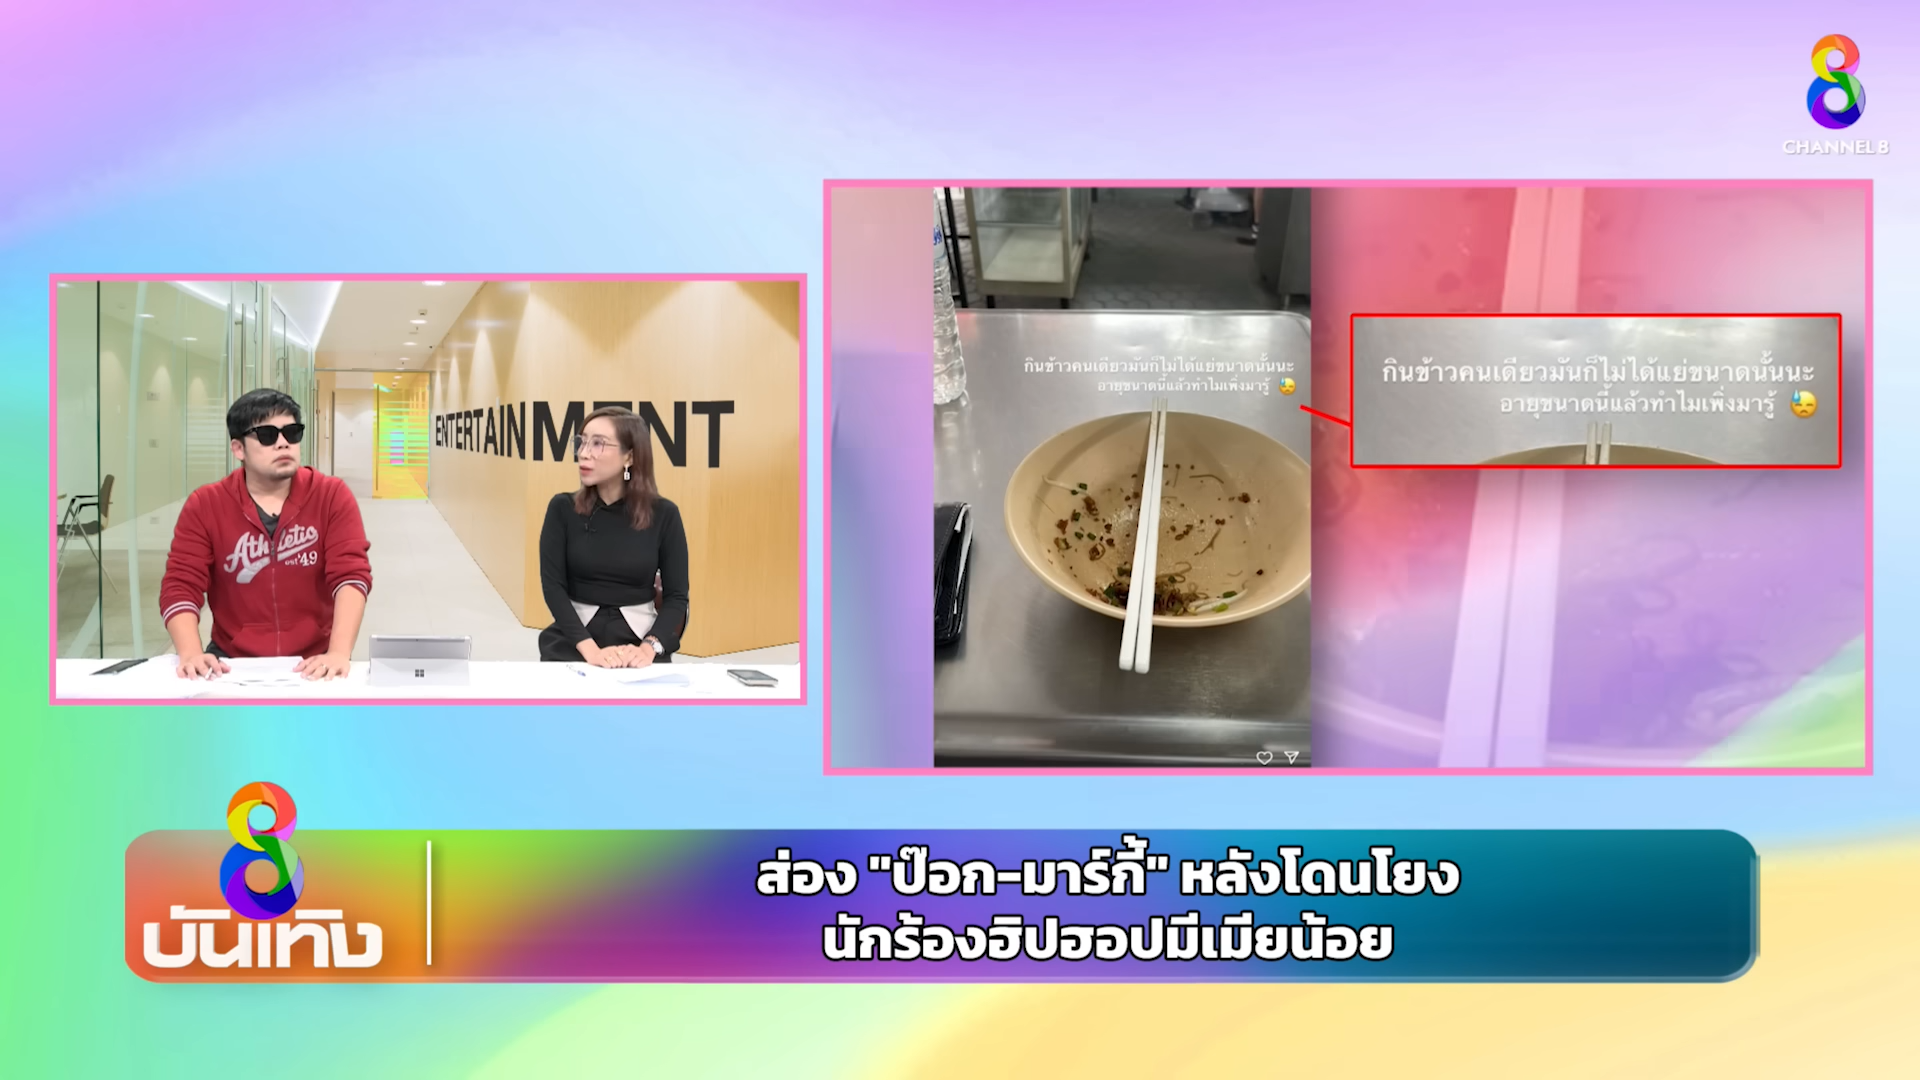 CHANNEL 8
ENTERTAINMENT
Athletic
est '49
กินข้าวคนเดียวมันก็ไม่ได้แย่ขนาดนั้นนะ
อายุขนาดนี้แล้วทำไมเพิ่งมารู้ 😓
กินข้าวคนเดียวมันก็ไม่ได้แย่ขนาดนั้นนะ
อายุขนาดนี้แล้วทำไมเพิ่งมารู้ 😓
บันเทิง
ส่อง "ป๊อก-มาร์กี้" หลังโดนโยง
นักร้องฮิปฮอปมีเมียน้อย